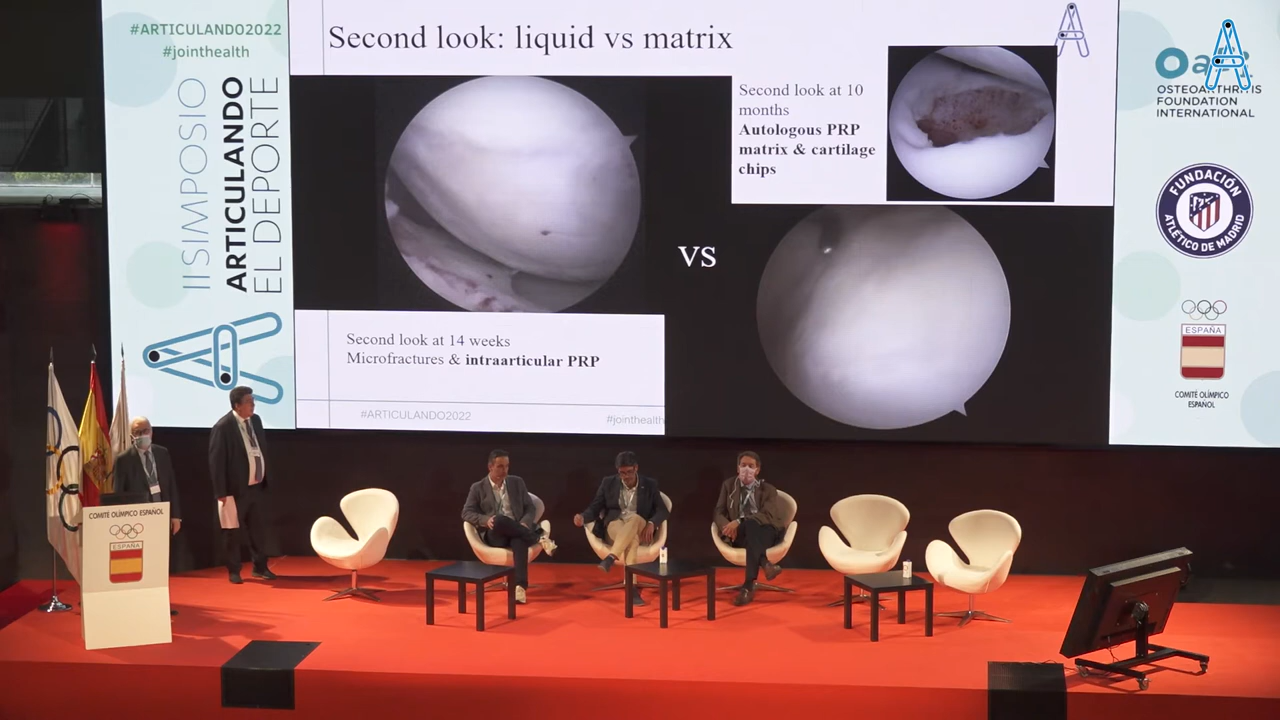 #ARTICULANDO2022
#jointhealth
II SIMPOSIO
ARTICULANDO
EL DEPORTE
Second look: liquid vs matrix
Second look at 10
months
Autologous PRP
matrix & cartilage
chips
vs
Second look at 14 weeks
Microfractures & intraarticular PRP
#ARTICULANDO2022
#jointhealth
OSTEOARTHRITIS
FOUNDATION
INTERNATIONAL
FUNDACIÓN
ATLÉTICO DE MADRID
ESPAÑA
COMITÉ OLÍMPICO
ESPAÑOL
COMITÉ OLÍMPICO ESPAÑOL
ESPAÑA